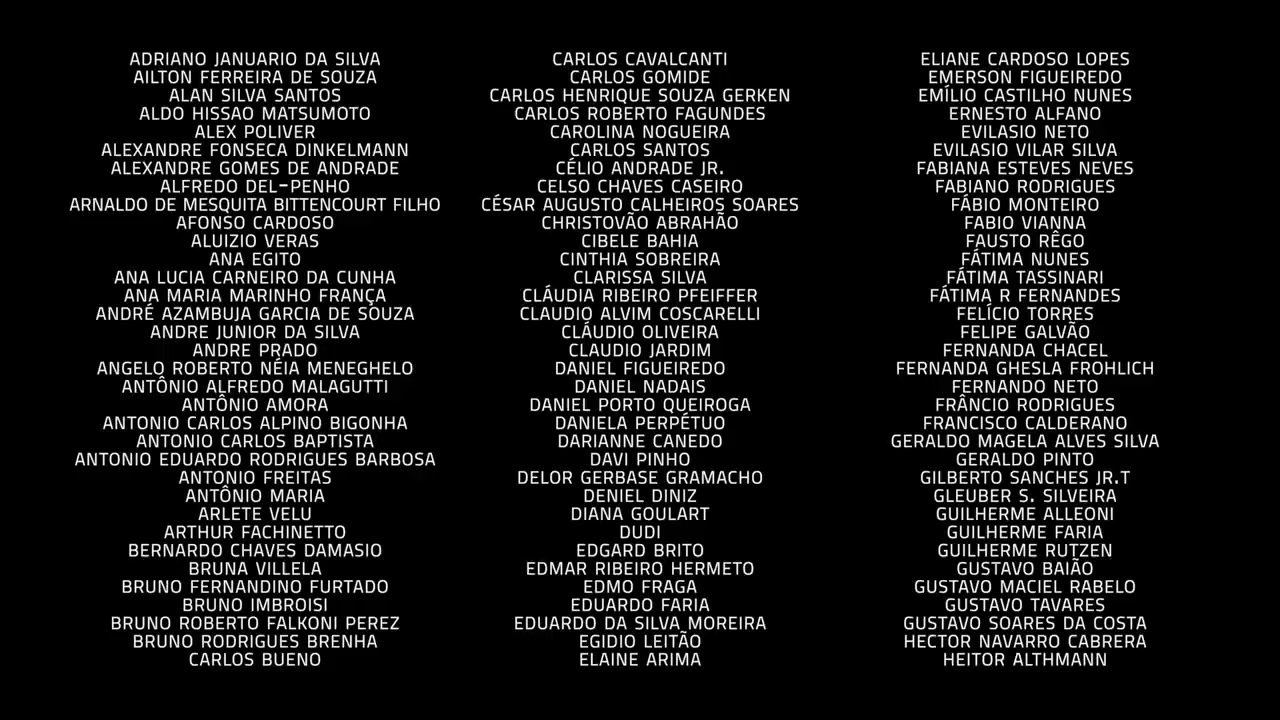 ADRIANO JANUARIO DA SILVA
AILTON FERREIRA DE SOUZA
ALAN SILVA SANTOS
ALDO HISSAO MATSUMOTO
ALEX POLIVER
ALEXANDRE FONSECA DINKELMANN
ALEXANDRE GOMES DE ANDRADE
ALFREDO DEL-PENHO
ARNALDO DE MESQUITA BITTENCOURT FILHO
AFONSO CARDOSO
ALUIZIO VERAS
ANA EGITO
ANA LUCIA CARNEIRO DA CUNHA
ANA MARIA MARINHO FRANÇA
ANDRÉ AZAMBUJA GARCIA DE SOUZA
ANDRE JUNIOR DA SILVA
ANDRE PRADO
ANGELO ROBERTO NÉIA MENEGHELO
ANTÔNIO ALFREDO MALAGUTTI
ANTÔNIO AMORA
ANTONIO CARLOS ALPINO BIGONHA
ANTONIO CARLOS BAPTISTA
ANTONIO EDUARDO RODRIGUES BARBOSA
ANTONIO FREITAS
ANTÔNIO MARIA
ARLETE VELU
ARTHUR FACHINETTO
BERNARDO CHAVES DAMASIO
BRUNA VILLELA
BRUNO FERNANDINO FURTADO
BRUNO IMBROISI
BRUNO ROBERTO FALKONI PEREZ
BRUNO RODRIGUES BRENHA
CARLOS BUENO
CARLOS CAVALCANTI
CARLOS GOMIDE
CARLOS HENRIQUE SOUZA GERKEN
CARLOS ROBERTO FAGUNDES
CAROLINA NOGUEIRA
CARLOS SANTOS
CÉLIO ANDRADE JR.
CELSO CHAVES CASEIRO
CÉSAR AUGUSTO CALHEIROS SOARES
CHRISTOVÃO ABRAHÃO
CIBELE BAHIA
CINTHIA SOBREIRA
CLARISSA SILVA
CLÁUDIA RIBEIRO PFEIFFER
CLAUDIO ALVIM COSCARELLI
CLÁUDIO OLIVEIRA
CLAUDIO JARDIM
DANIEL FIGUEIREDO
DANIEL NADAIS
DANIEL PORTO QUEIROGA
DANIELA PERPÉTUO
DARIANNE CANEDO
DAVI PINHO
DELOR GERBASE GRAMACHO
DENIEL DINIZ
DIANA GOULART
DUDI
EDGARD BRITO
EDMAR RIBEIRO HERMETO
EDMO FRAGA
EDUARDO FARIA
EDUARDO DA SILVA MOREIRA
EGIDIO LEITÃO
ELAINE ARIMA
ELIANE CARDOSO LOPES
EMERSON FIGUEIREDO
EMÍLIO CASTILHO NUNES
ERNESTO ALFANO
EVILASIO NETO
EVILASIO VILAR SILVA
FABIANA ESTEVES NEVES
FABIANO RODRIGUES
FÁBIO MONTEIRO
FABIO VIANNA
FAUSTO RÊGO
FÁTIMA NUNES
FÁTIMA TASSINARI
FÁTIMA R FERNANDES
FELÍCIO TORRES
FELIPE GALVÃO
FERNANDA CHACEL
FERNANDA GHESLA FROHLICH
FERNANDO NETO
FRÂNCIO RODRIGUES
FRANCISCO CALDERANO
GERALDO MAGELA ALVES SILVA
GERALDO PINTO
GILBERTO SANCHES JR.T
GLEUBER S. SILVEIRA
GUILHERME ALLEONI
GUILHERME FARIA
GUILHERME RUTZEN
GUSTAVO BAIÃO
GUSTAVO MACIEL RABELO
GUSTAVO TAVARES
GUSTAVO SOARES DA COSTA
HECTOR NAVARRO CABRERA
HEITOR ALTHMANN